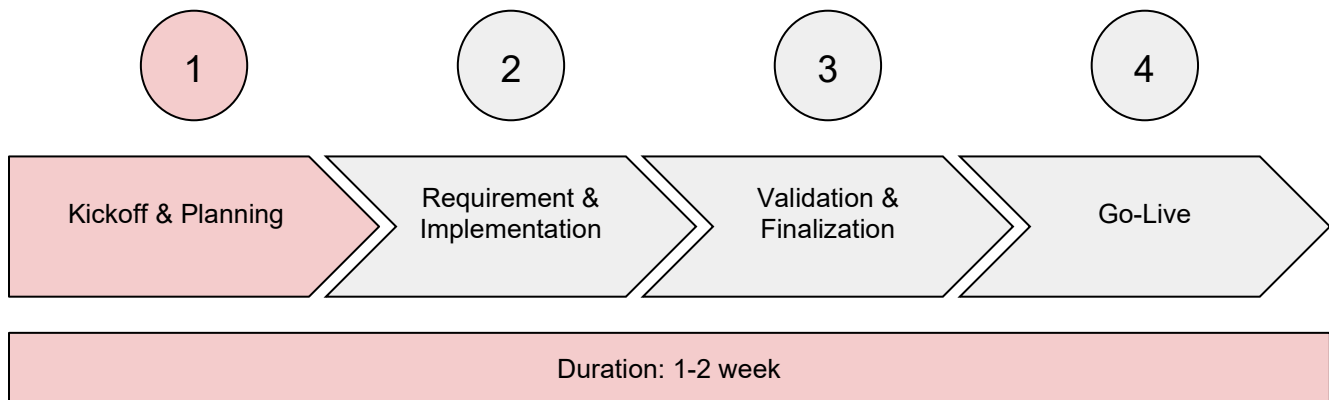 1
2
3
4
Kickoff & Planning
Requirement &
Implementation
Validation &
Finalization
Go-Live
Duration: 1-2 week